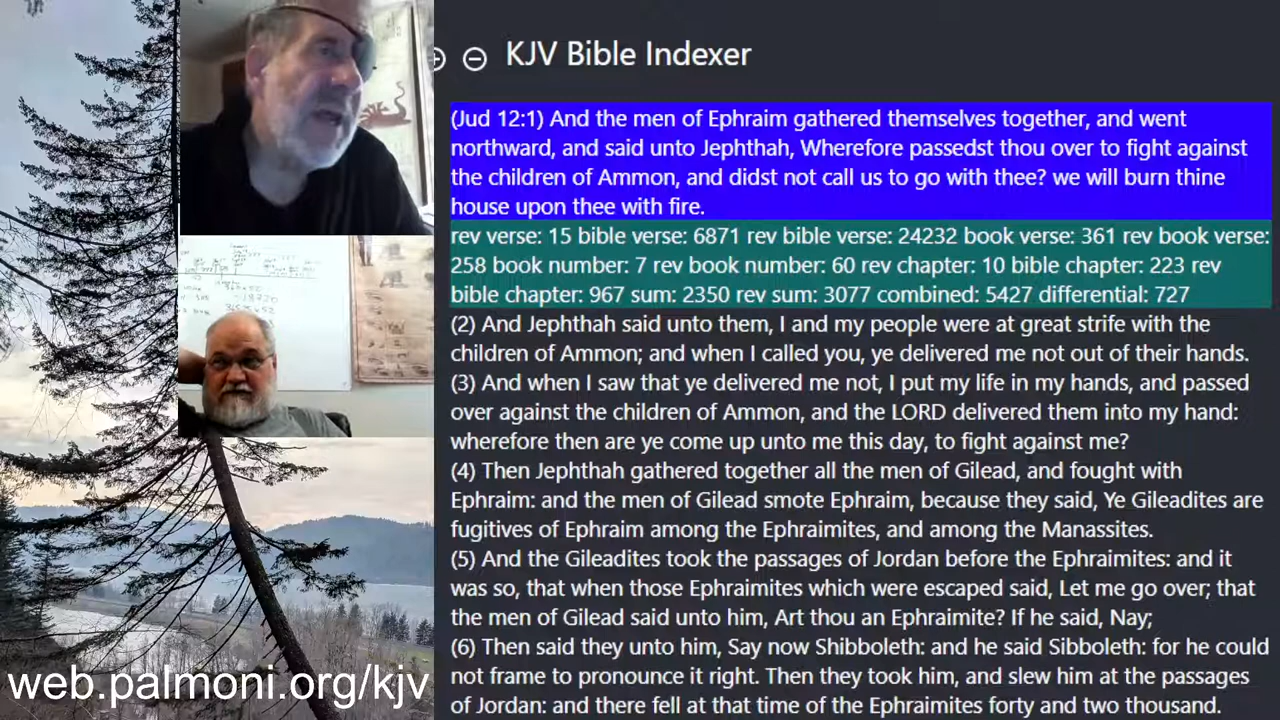 KJV Bible Indexer
(Jud 12:1) And the men of Ephraim gathered themselves together, and went
northward, and said unto Jephthah, Wherefore passedst thou over to fight against
the children of Ammon, and didst not call us to go with thee? we will burn thine
house upon thee with fire.
rev verse: 15 bible verse: 6871 rev bible verse: 24232 book verse: 361 rev book verse:
258 book number: 7 rev book number: 60 rev chapter: 10 bible chapter: 223 rev
bible chapter: 967 sum: 2350 rev sum: 3077 combined: 5427 differential: 727
(2) And Jephthah said unto them, I and my people were at great strife with the
children of Ammon; and when I called you, ye delivered me not out of their hands.
(3) And when I saw that ye delivered me not, I put my life in my hands, and passed
over against the children of Ammon, and the LORD delivered them into my hand:
wherefore then are ye come up unto me this day, to fight against me?
(4) Then Jephthah gathered together all the men of Gilead, and fought with
Ephraim: and the men of Gilead smote Ephraim, because they said, Ye Gileadites are
fugitives of Ephraim among the Ephraimites, and among the Manassites.
(5) And the Gileadites took the passages of Jordan before the Ephraimites: and it
was so, that when those Ephraimites which were escaped said, Let me go over; that
the men of Gilead said unto him, Art thou an Ephraimite? If he said, Nay;
(6) Then said they unto him, Say now Shibboleth: and he said Sibboleth: for he could
not frame to pronounce it right. Then they took him, and slew him at the passages
of Jordan: and there fell at that time of the Ephraimites forty and two thousand.
web.palmoni.org/kjv